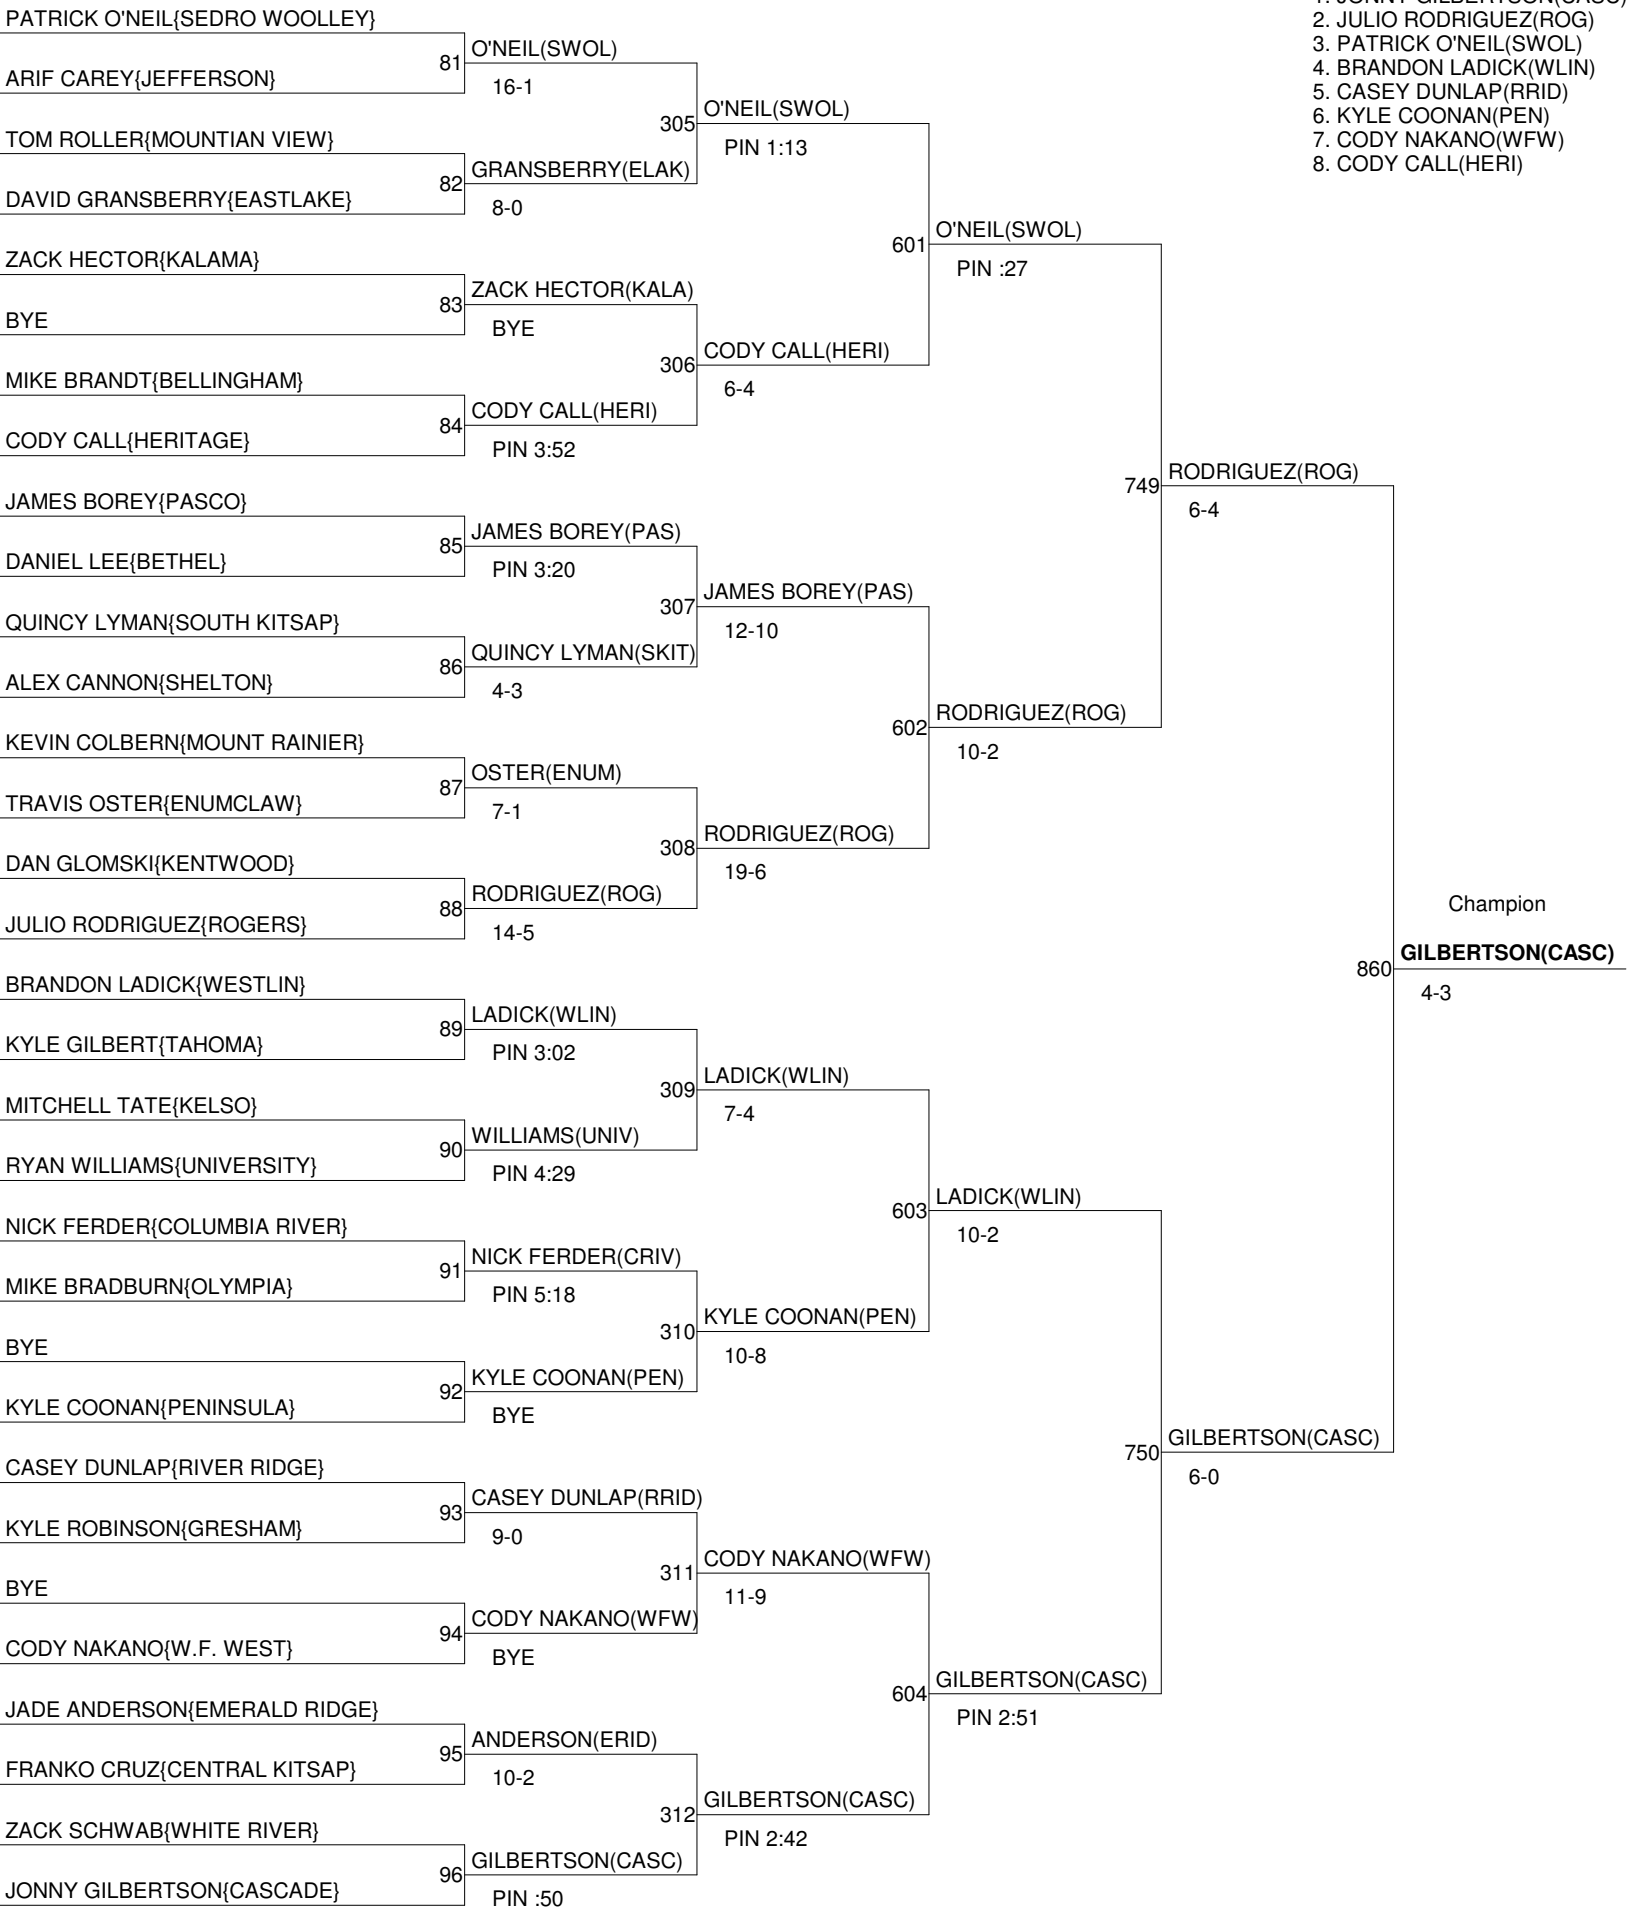 1. JONNY GILBERTSON(CASC)
2. JULIO RODRIGUEZ(ROG)
3. PATRICK O'NEIL(SWOL)
4. BRANDON LADICK(WLIN)
5. CASEY DUNLAP(RRID)
6. KYLE COONAN(PEN)
7. CODY NAKANO(WFW)
8. CODY CALL(HERI)
PATRICK O'NEIL{SEDRO WOOLLEY}
ARIF CAREY{JEFFERSON}
TOM ROLLER{MOUNTIAN VIEW}
DAVID GRANSBERRY{EASTLAKE}
ZACK HECTOR{KALAMA}
BYE
MIKE BRANDT{BELLINGHAM}
CODY CALL{HERITAGE}
JAMES BOREY{PASCO}
DANIEL LEE{BETHEL}
QUINCY LYMAN{SOUTH KITSAP}
ALEX CANNON{SHELTON}
KEVIN COLBERN{MOUNT RAINIER}
TRAVIS OSTER{ENUMCLAW}
DAN GLOMSKI{KENTWOOD}
JULIO RODRIGUEZ{ROGERS}
BRANDON LADICK{WESTLIN}
KYLE GILBERT{TAHOMA}
MITCHELL TATE{KELSO}
RYAN WILLIAMS{UNIVERSITY}
NICK FERDER{COLUMBIA RIVER}
MIKE BRADBURN{OLYMPIA}
BYE
KYLE COONAN{PENINSULA}
CASEY DUNLAP{RIVER RIDGE}
KYLE ROBINSON{GRESHAM}
BYE
CODY NAKANO{W.F. WEST}
JADE ANDERSON{EMERALD RIDGE}
FRANKO CRUZ{CENTRAL KITSAP}
ZACK SCHWAB{WHITE RIVER}
JONNY GILBERTSON{CASCADE}
81 O'NEIL(SWOL)
16-1
82 GRANSBERRY(ELAK)
8-0
83 ZACK HECTOR(KALA)
BYE
84 CODY CALL(HERI)
PIN 3:52
85 JAMES BOREY(PAS)
PIN 3:20
86 QUINCY LYMAN(SKIT)
4-3
87 OSTER(ENUM)
7-1
88 RODRIGUEZ(ROG)
14-5
89 LADICK(WLIN)
PIN 3:02
90 WILLIAMS(UNIV)
PIN 4:29
91 NICK FERDER(CRIV)
PIN 5:18
92 KYLE COONAN(PEN)
BYE
93 CASEY DUNLAP(RRID)
9-0
94 CODY NAKANO(WFW)
BYE
95 ANDERSON(ERID)
10-2
96 GILBERTSON(CASC)
PIN :50
305 O'NEIL(SWOL)
PIN 1:13
306 CODY CALL(HERI)
6-4
307 JAMES BOREY(PAS)
12-10
308 RODRIGUEZ(ROG)
19-6
309 LADICK(WLIN)
7-4
310 KYLE COONAN(PEN)
10-8
311 CODY NAKANO(WFW)
11-9
312 GILBERTSON(CASC)
PIN 2:42
601 O'NEIL(SWOL)
PIN :27
602 RODRIGUEZ(ROG)
10-2
603 LADICK(WLIN)
10-2
604 GILBERTSON(CASC)
PIN 2:51
749 RODRIGUEZ(ROG)
6-4
750 GILBERTSON(CASC)
6-0
Champion
860 GILBERTSON(CASC)
4-3